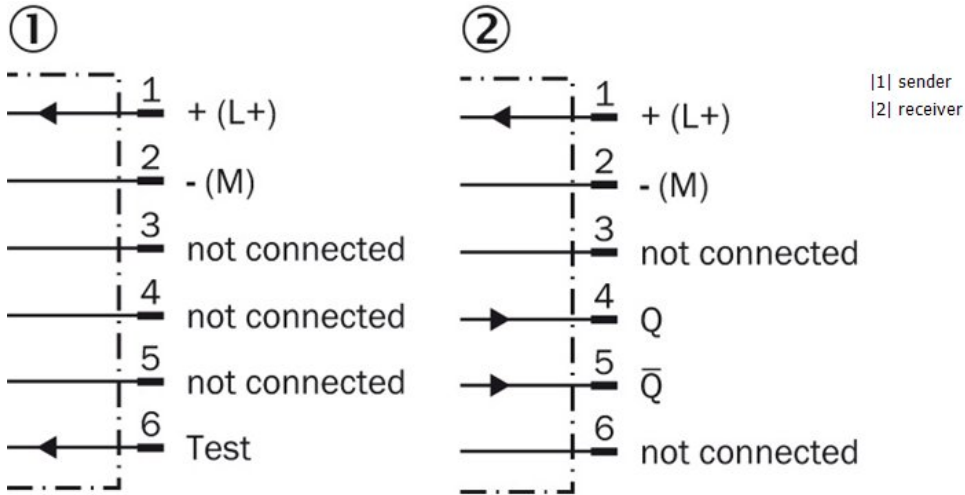 ①
1 + (L+)
2 - (M)
3 not connected
4 not connected
5 not connected
6 Test
②
1 + (L+)
2 - (M)
3 not connected
4 Q
5 Q̅
6 not connected
|1| sender
|2| receiver